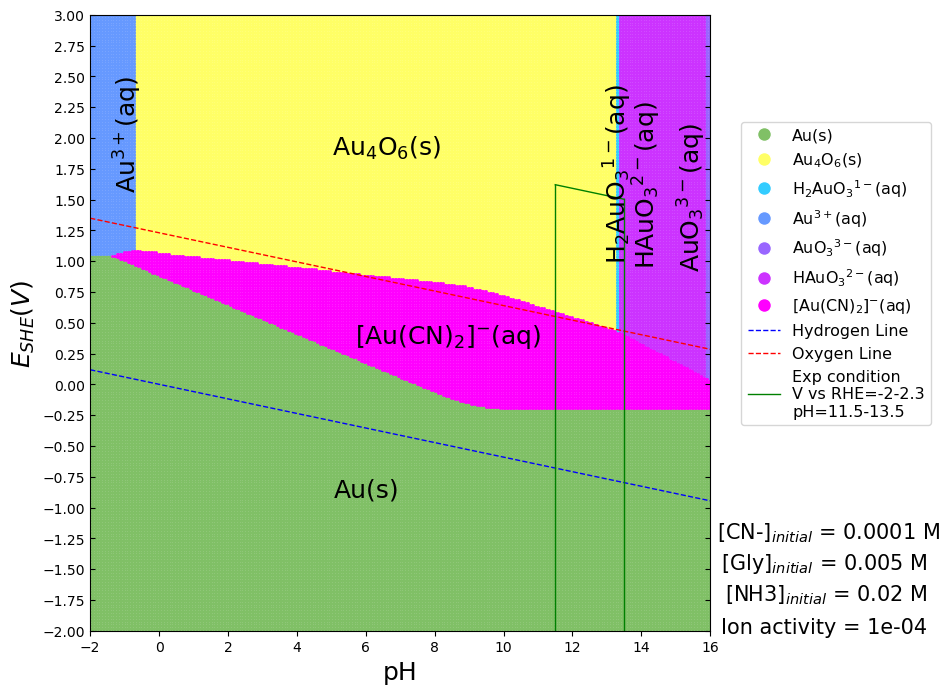 3.00
2.75
2.50
2.25
2.00
1.75
1.50
1.25
1.00
0.75
0.50
0.25
0.00
−0.25
−0.50
−0.75
−1.00
−1.25
−1.50
−1.75
−2.00
E_{SHE}(V)
−2 0 2 4 6 8 10 12 14 16
pH
Au³⁺(aq)
Au₄O₆(s)
H₂AuO₃¹⁻(aq)
HAuO₃²⁻(aq)
AuO₃³⁻(aq)
[Au(CN)₂]⁻(aq)
Au(s)
Au(s)
Au₄O₆(s)
H₂AuO₃¹⁻(aq)
Au³⁺(aq)
AuO₃³⁻(aq)
HAuO₃²⁻(aq)
[Au(CN)₂]⁻(aq)
Hydrogen Line
Oxygen Line
Exp condition
V vs RHE=-2-2.3
pH=11.5-13.5
[CN-]_{initial} = 0.0001 M
[Gly]_{initial} = 0.005 M
[NH3]_{initial} = 0.02 M
Ion activity = 1e-04